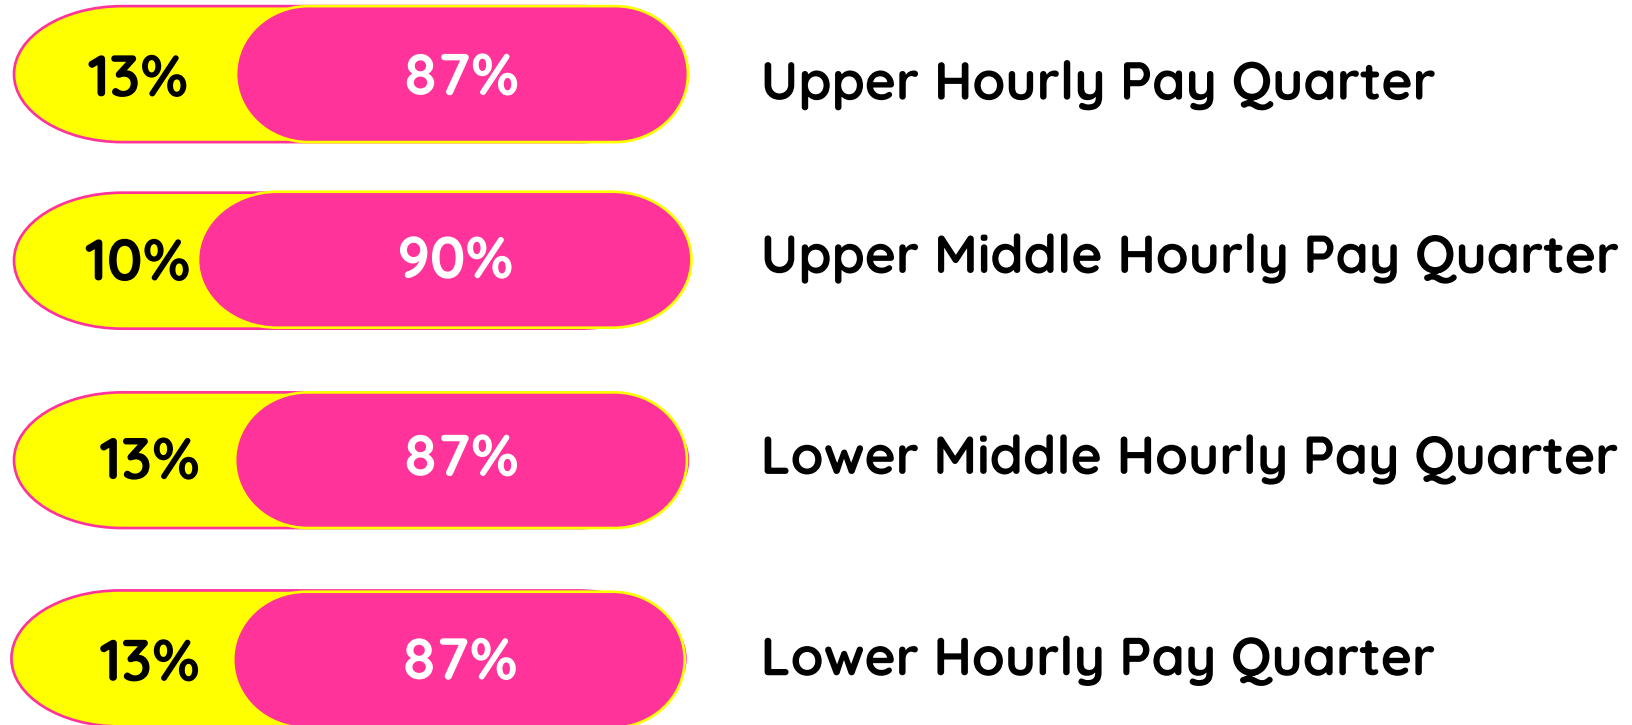 13% 87% Upper Hourly Pay Quarter
10% 90% Upper Middle Hourly Pay Quarter
13% 87% Lower Middle Hourly Pay Quarter
13% 87% Lower Hourly Pay Quarter